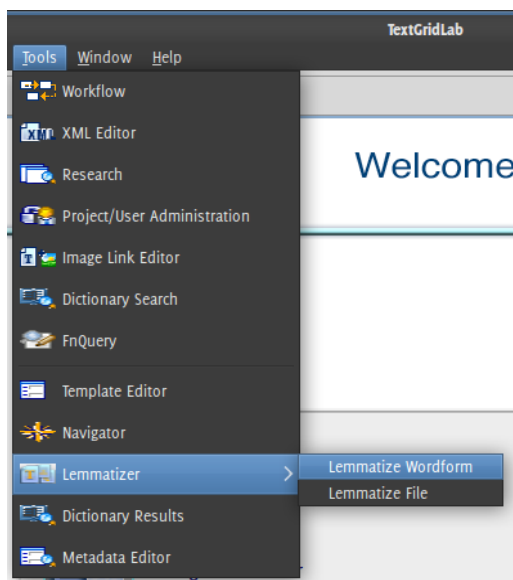 TextGridLab
Tools Window Help
Workflow
XML Editor
Welcome
Research
Project/User Administration
Image Link Editor
Dictionary Search
FnQuery
Template Editor
Navigator
Lemmatizer
Lemmatize Wordform
Lemmatize File
Dictionary Results
Metadata Editor